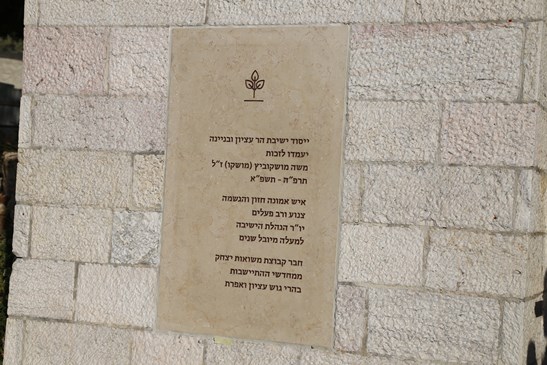 ייסוד ישיבת הר עציון ובניינה
יעמדו לזכות
משה מושקוביץ (מושקו) ז"ל
תרפ"ה - תשפ"א
איש אמונה חזון והגשמה
צנוע ורב פעלים
יו"ר הנהלת הישיבה
למעלה מיובל שנים
חבר קבוצת משואות יצחק
ממחדשי ההתיישבות
בהרי גוש עציון ואפרת